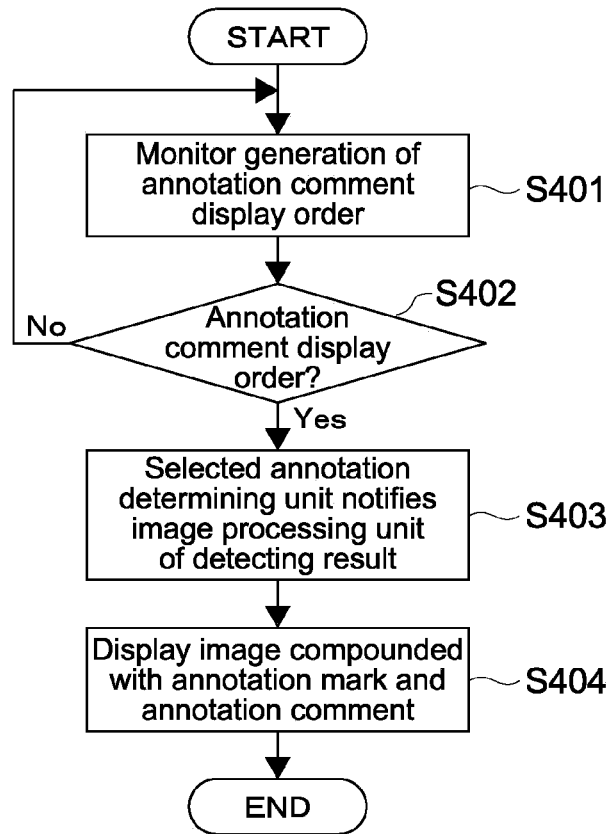 START
Monitor generation of
annotation comment
display order
S401
S402
No
Annotation
comment display
order?
Yes
Selected annotation
determining unit notifies
image processing unit
of detecting result
S403
Display image compounded
with annotation mark and
annotation comment
S404
END